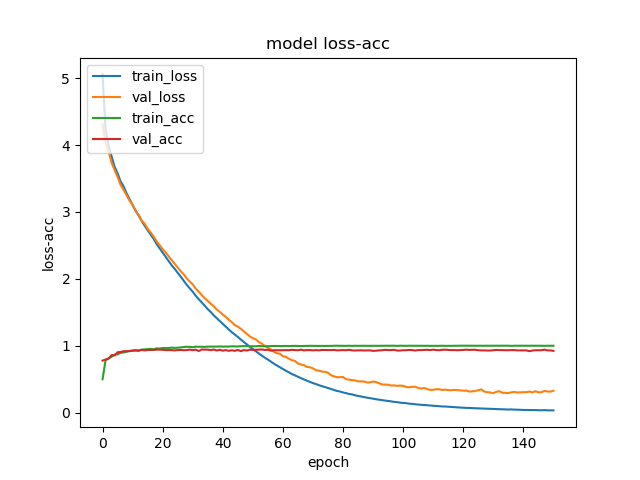 model loss-acc
train_loss
val_loss
train_acc
val_acc
5
4
3
2
1
0
loss-acc
0 20 40 60 80 100 120 140
epoch